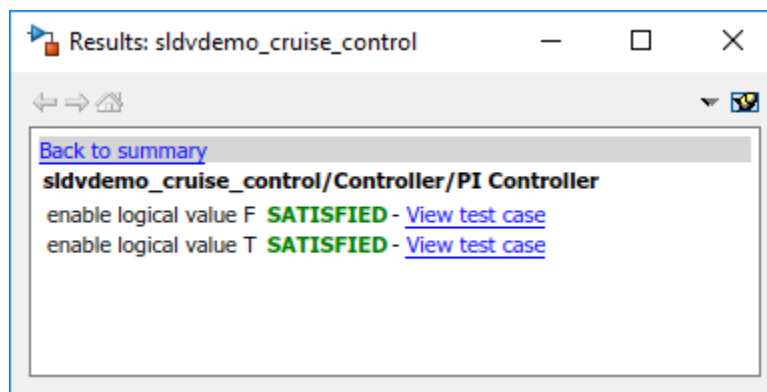 Results: sldvdemo_cruise_control
Back to summary
sldvdemo_cruise_control/Controller/PI Controller
enable logical value F SATISFIED - View test case
enable logical value T SATISFIED - View test case